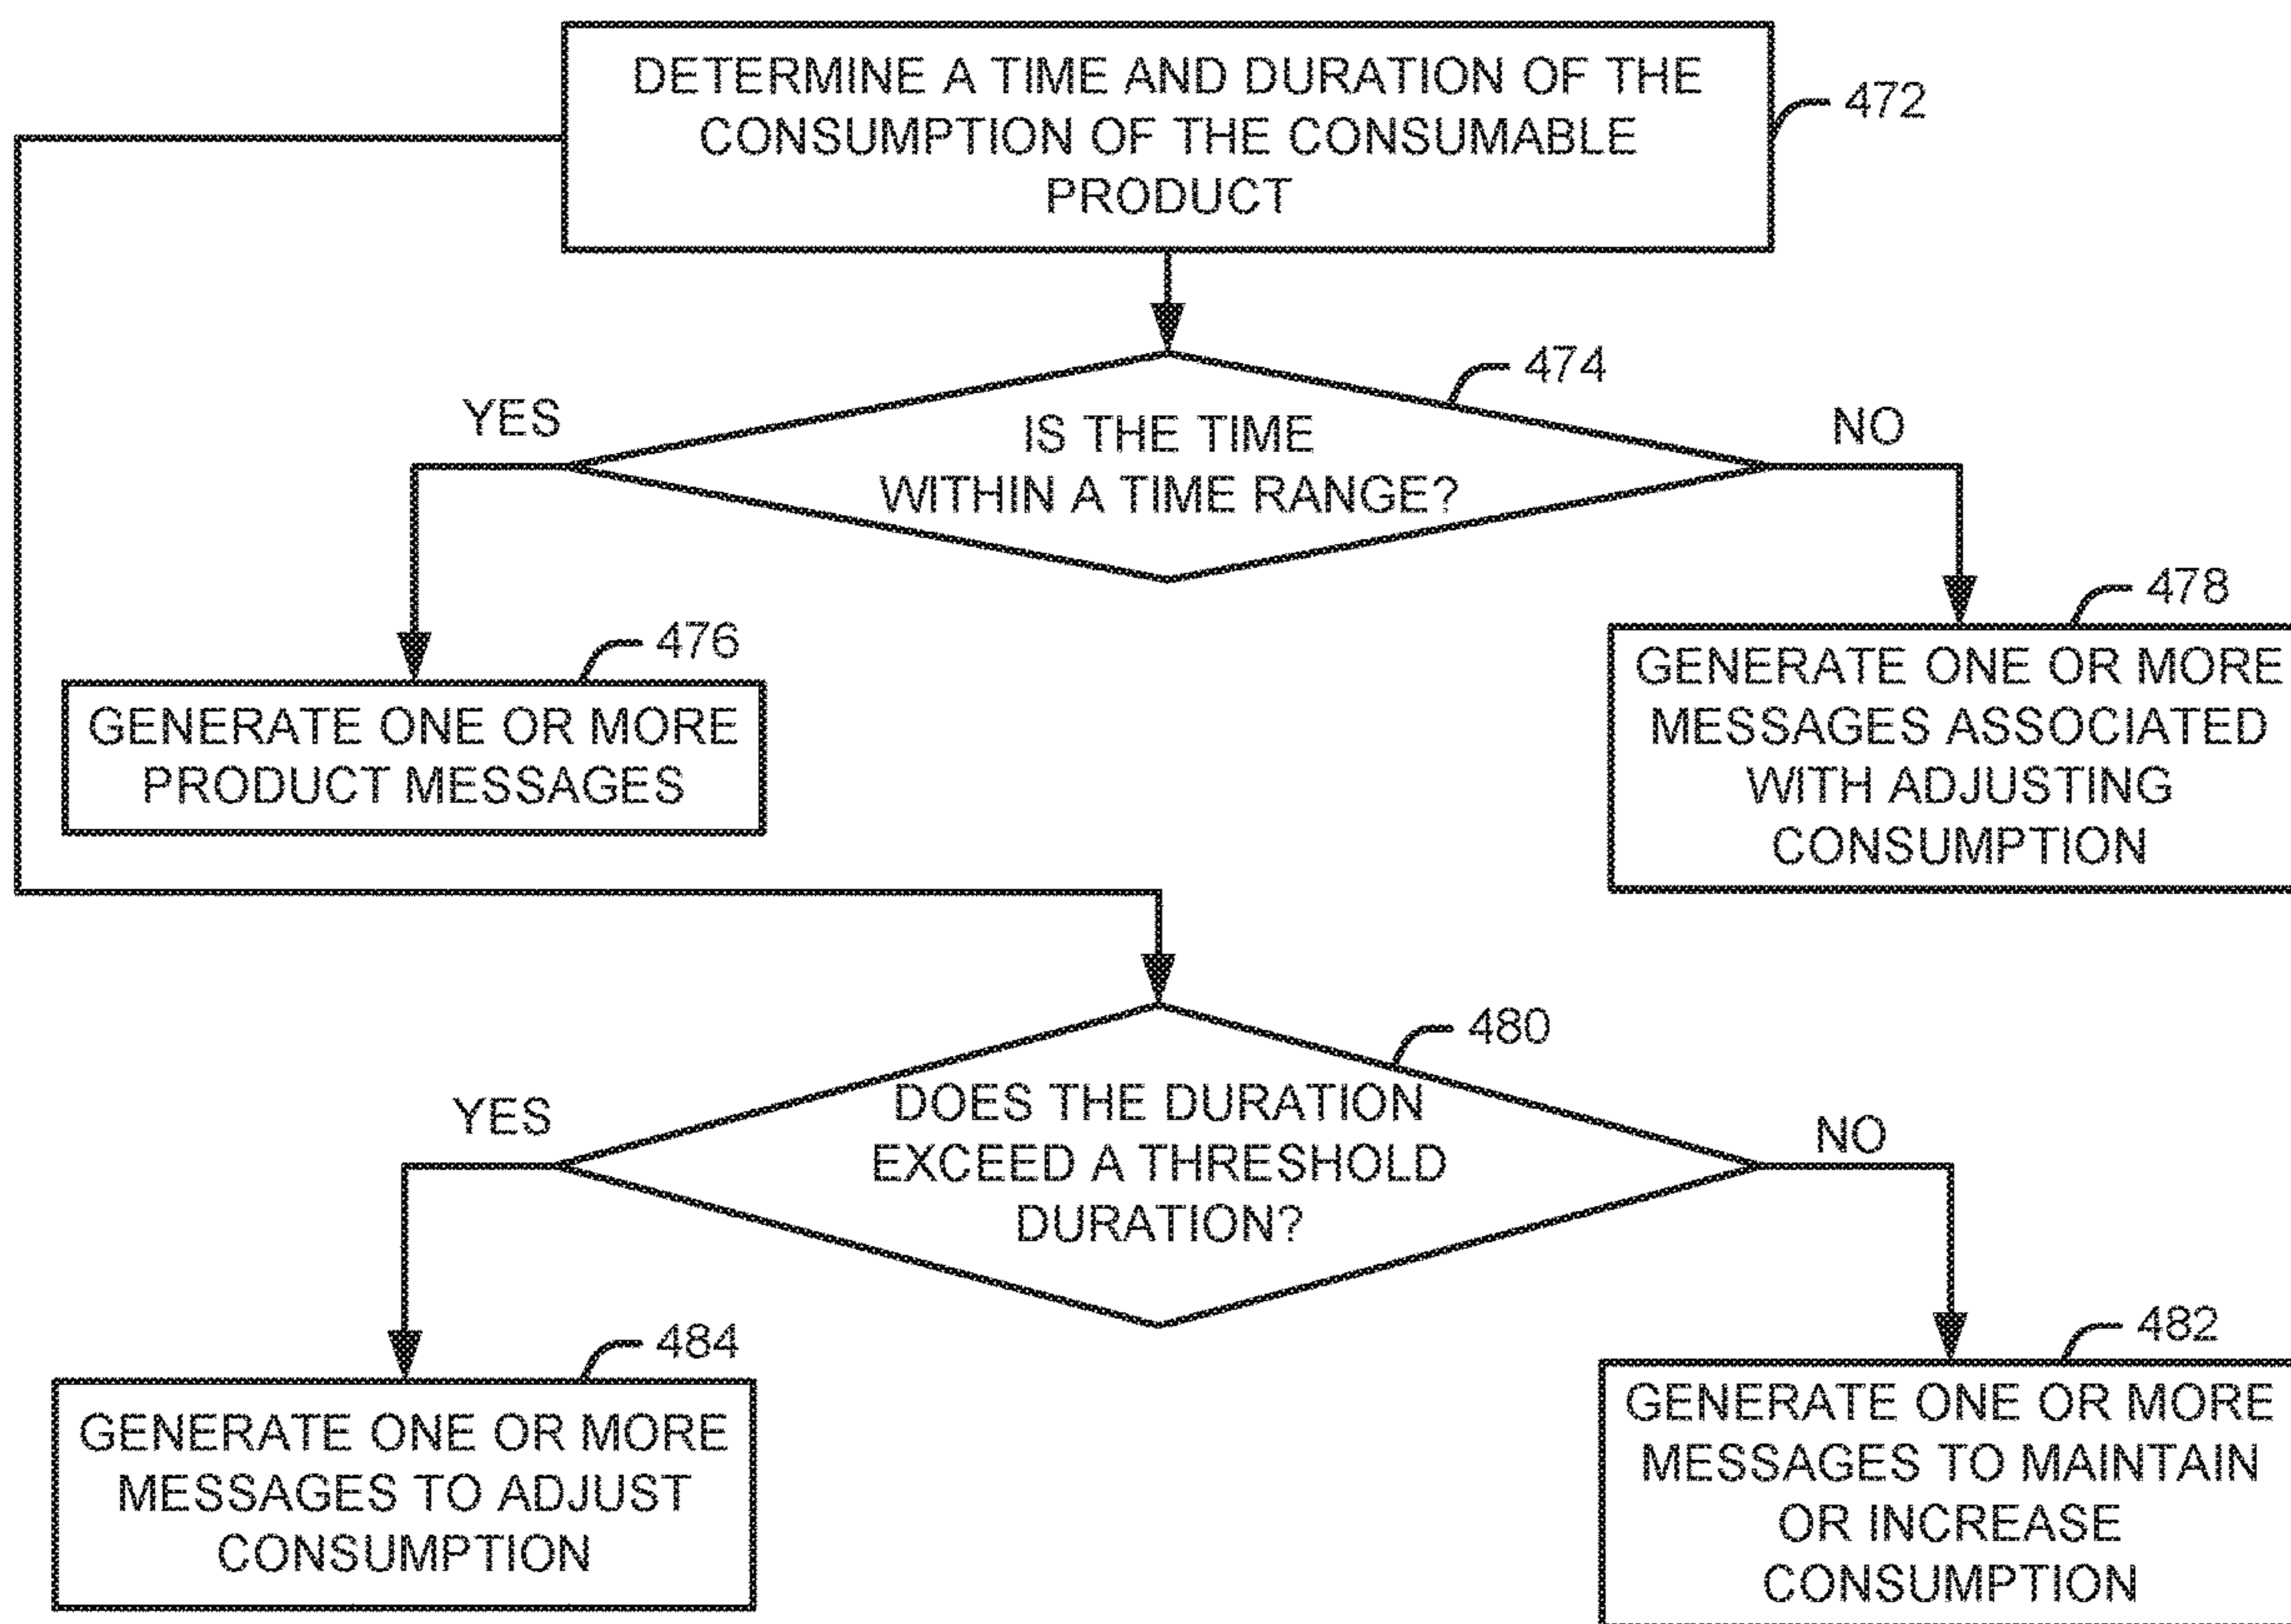 DETERMINE A TIME AND DURATION OF THE
CONSUMPTION OF THE CONSUMABLE
PRODUCT
472
474
YES
IS THE TIME
WITHIN A TIME RANGE?
NO
476
GENERATE ONE OR MORE
PRODUCT MESSAGES
478
GENERATE ONE OR MORE
MESSAGES ASSOCIATED
WITH ADJUSTING
CONSUMPTION
480
YES
DOES THE DURATION
EXCEED A THRESHOLD
DURATION?
NO
484
GENERATE ONE OR MORE
MESSAGES TO ADJUST
CONSUMPTION
482
GENERATE ONE OR MORE
MESSAGES TO MAINTAIN
OR INCREASE
CONSUMPTION